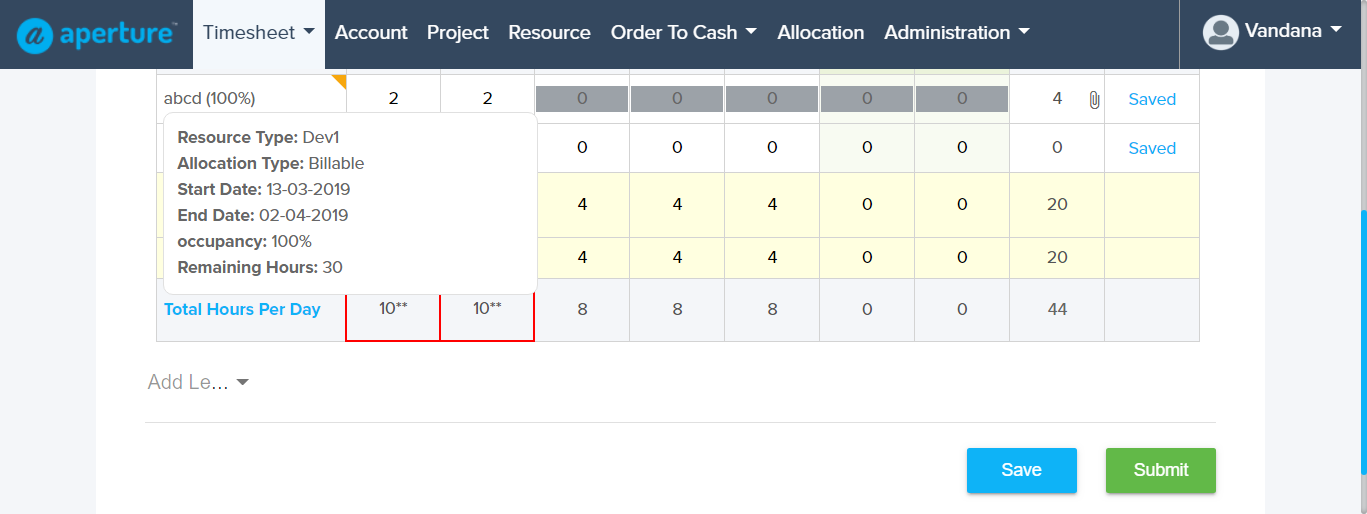 @ aperture™ Timesheet Account Project Resource Order To Cash Allocation Administration Vandana
abcd (100%) 2 2 0 0 0 0 0 4 Saved
0 0 0 0 0 0 Saved
4 4 4 0 0 20
4 4 4 0 0 20
Resource Type: Dev1
Allocation Type: Billable
Start Date: 13-03-2019
End Date: 02-04-2019
occupancy: 100%
Remaining Hours: 30
Total Hours Per Day 10** 10** 8 8 8 0 0 44
Add Le...
Save Submit